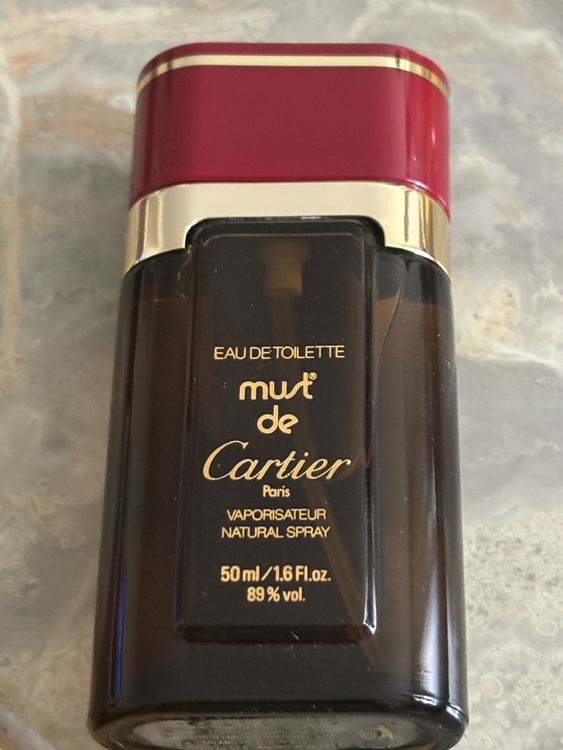 EAU DE TOILETTE
must®
de
Cartier
Paris
VAPORISATEUR
NATURAL SPRAY
50 ml/1.6 Fl.oz.
89% vol.